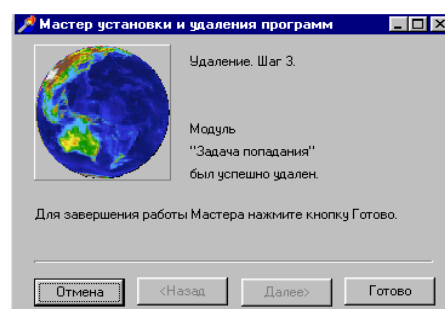 Мастер установки и удаления программ
Удаление. Шаг 3.
Модуль
"Задача попадания"
был успешно удален.
Для завершения работы Мастера нажмите кнопку Готово.
Отмена
<Назад
Далее>
Готово